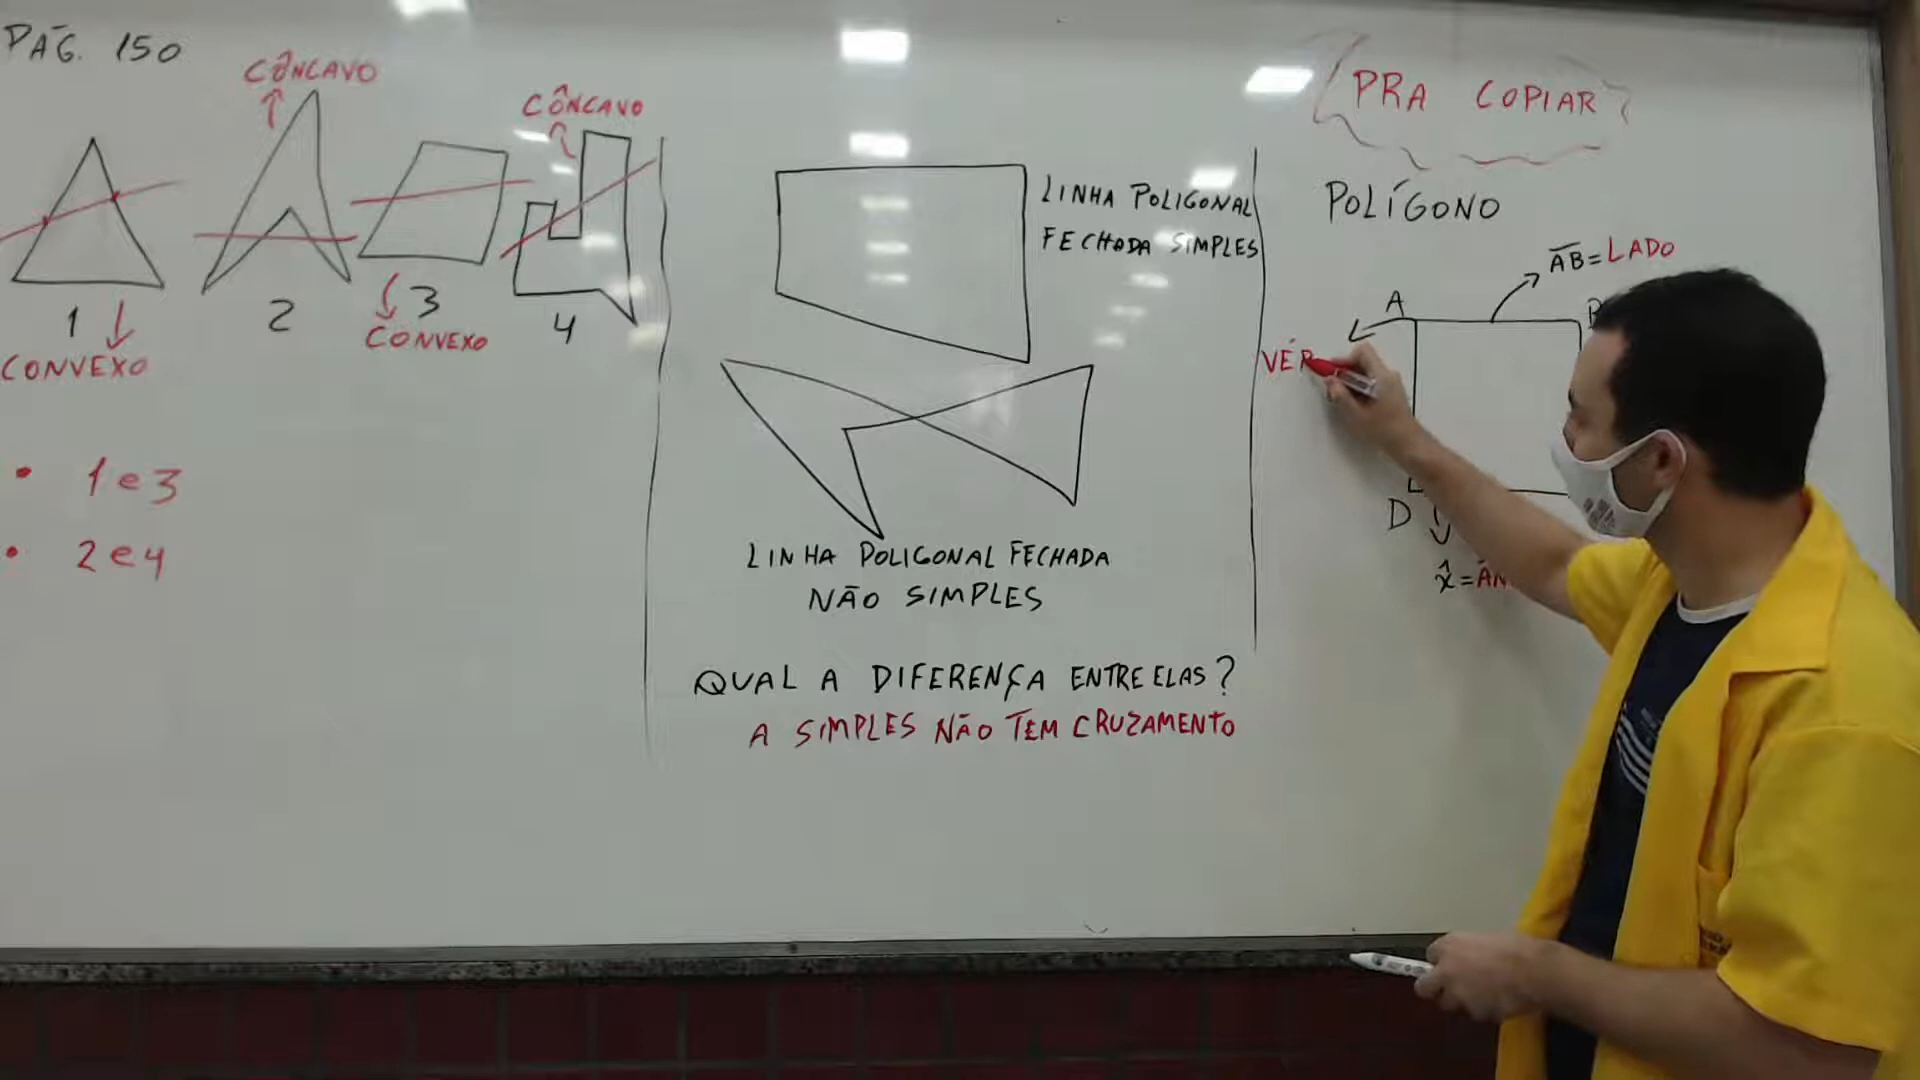 PÁG. 150
CÔNCAVO
CÔNCAVO
1
2
3
4
CONVEXO
CONVEXO
• 1 e 3
• 2 e 4
LINHA POLIGONAL
FECHADA SIMPLES
LINHA POLIGONAL FECHADA
NÃO SIMPLES
QUAL A DIFERENÇA ENTRE ELAS?
A SIMPLES NÃO TEM CRUZAMENTO
PRA COPIAR
POLÍGONO
A̅B̅=LADO
A
VÉR
D
x̂=ÂN